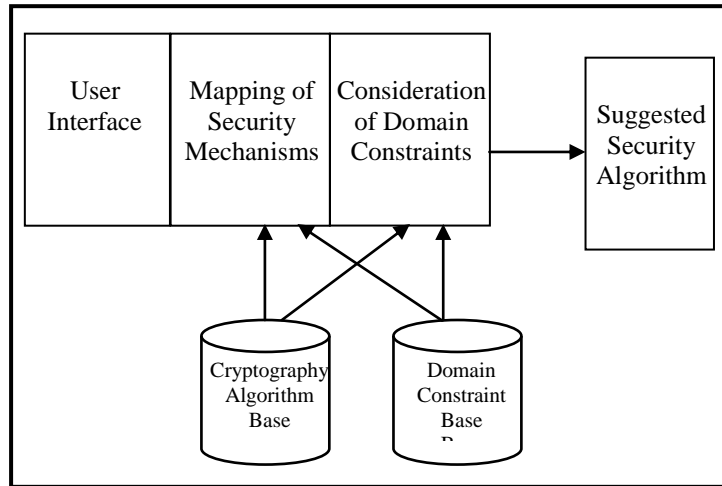 User
Interface
Mapping of
Security
Mechanisms
Consideration
of Domain
Constraints
Suggested
Security
Algorithm
Cryptography
Algorithm
Base
Domain
Constraint
Base